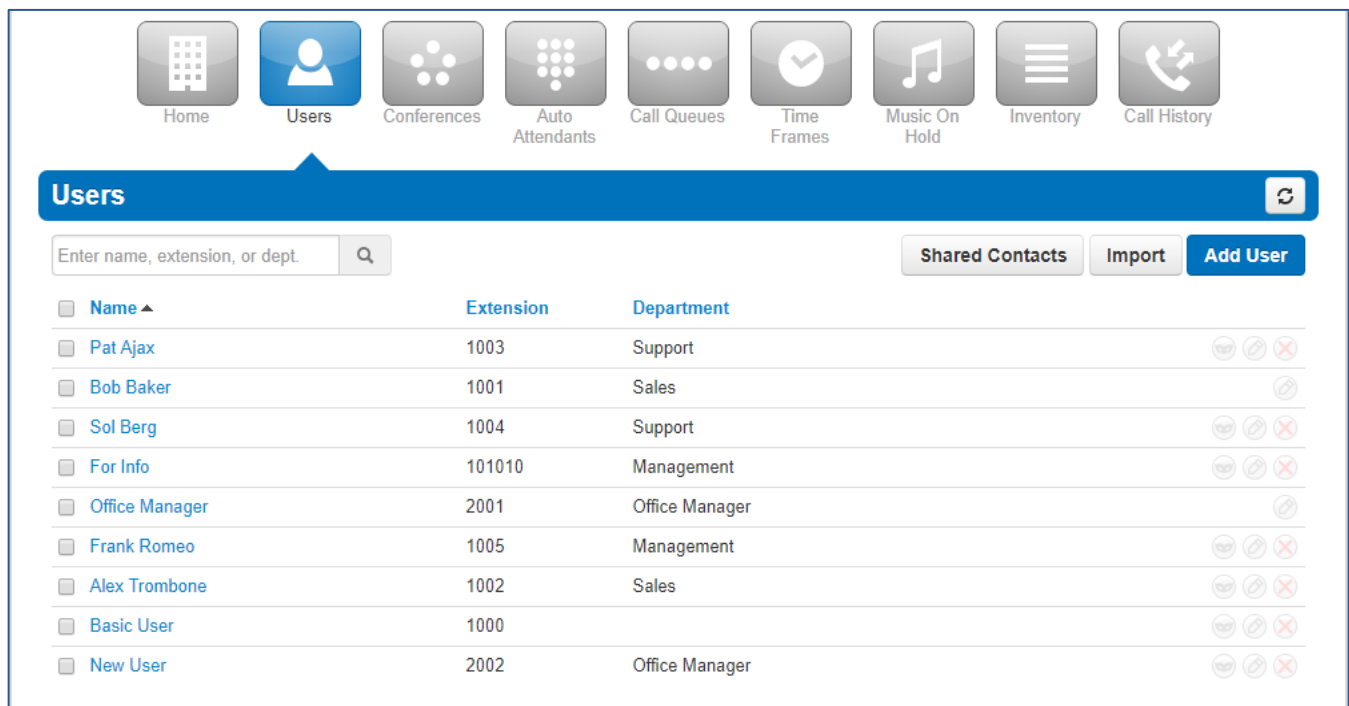 Home Users Conferences Auto Attendants Call Queues Time Frames Music On Hold Inventory Call History
Users
Enter name, extension, or dept. Shared Contacts Import Add User
Name Extension Department
Pat Ajax 1003 Support
Bob Baker 1001 Sales
Sol Berg 1004 Support
For Info 101010 Management
Office Manager 2001 Office Manager
Frank Romeo 1005 Management
Alex Trombone 1002 Sales
Basic User 1000
New User 2002 Office Manager